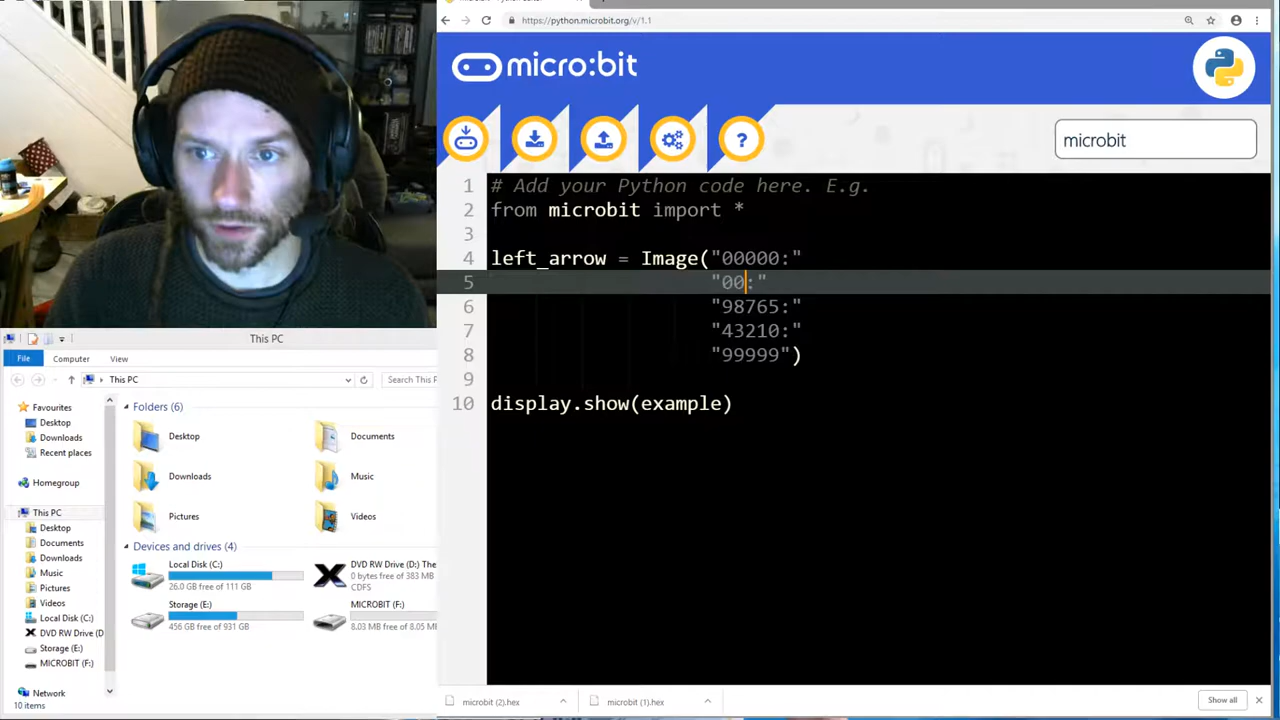 https://python.microbit.org/v/1.1
micro:bit
?
microbit
1 # Add your Python code here. E.g.
2 from microbit import *
3
4 left_arrow = Image("00000:"
5 "00:"
6 "98765:"
7 "43210:"
8 "99999")
9
10 display.show(example)
This PC
File Computer View
This PC
Search This PC
Favourites
Desktop
Downloads
Recent places
Homegroup
This PC
Desktop
Documents
Downloads
Music
Pictures
Videos
Local Disk (C:)
DVD RW Drive (D
Storage (E:)
MICROBIT (F:)
Network
10 items
Folders (6)
Desktop
Documents
Downloads
Music
Pictures
Videos
Devices and drives (4)
Local Disk (C:)
26.0 GB free of 111 GB
DVD RW Drive (D:) The
0 bytes free of 383 MB
CDFS
Storage (E:)
456 GB free of 931 GB
MICROBIT (F:)
8.03 MB free of 8.05 M
microbit (2).hex
microbit (1).hex
Show all